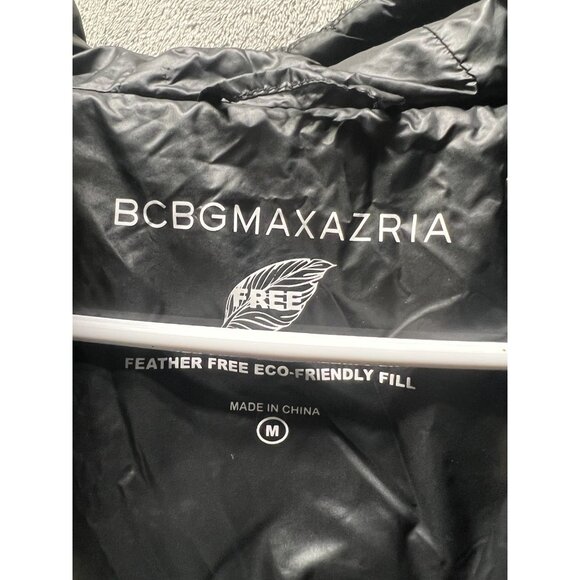 BCBGMAXAZRIA
FREE
FEATHER FREE ECO-FRIENDLY FILL
MADE IN CHINA
M